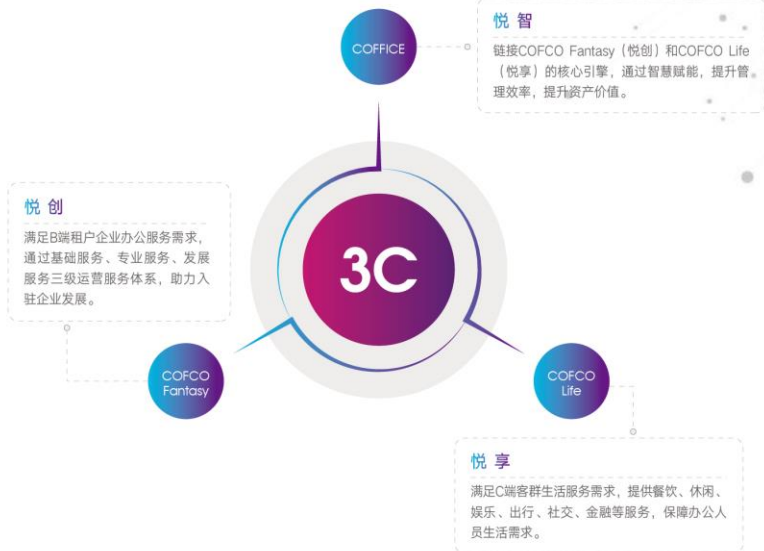 COFFICE
悦 智
链接COFCO Fantasy（悦创）和COFCO Life
（悦享）的核心引擎，通过智慧赋能，提升管
理效率，提升资产价值。
悦 创
满足B端租户企业办公服务需求，
通过基础服务、专业服务、发展
服务三级运营服务体系，助力入
驻企业发展。
3C
COFCO
Fantasy
COFCO
Life
悦 享
满足C端客群生活服务需求，提供餐饮、休闲、
娱乐、出行、社交、金融等服务，保障办公人
员生活需求。